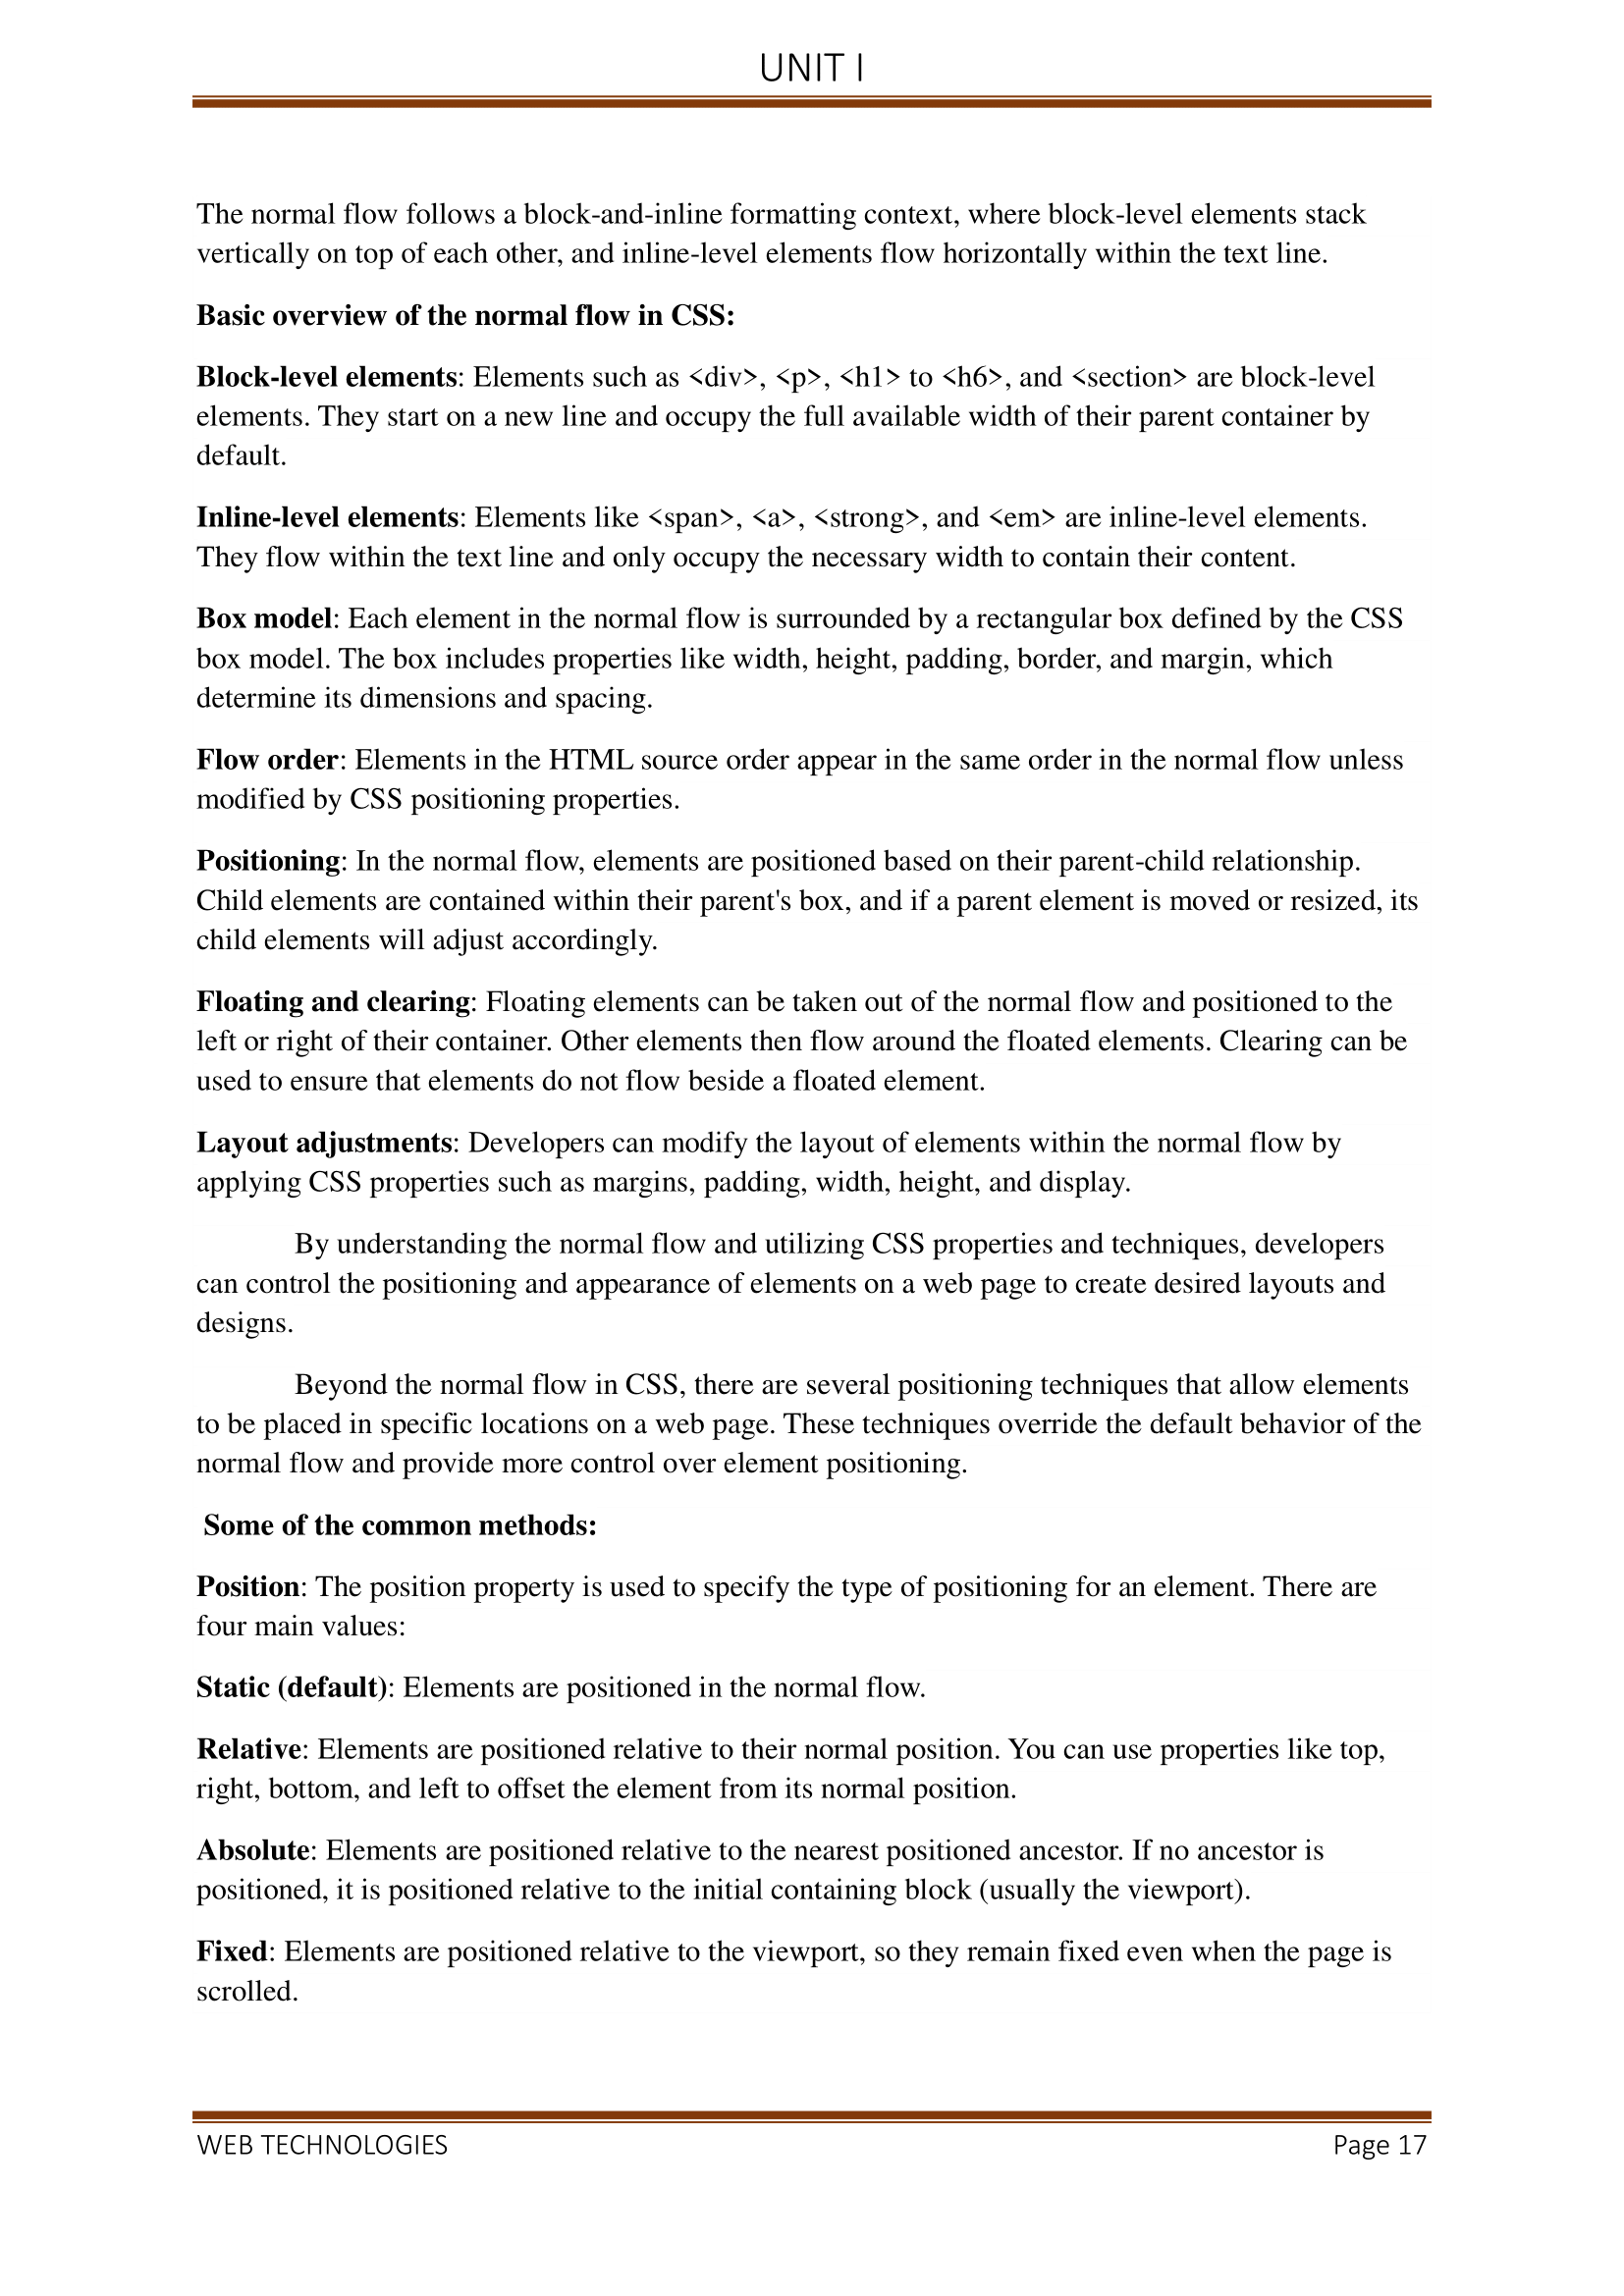 UNIT I
The normal flow follows a block-and-inline formatting context, where block-level elements stack
vertically on top of each other, and inline-level elements flow horizontally within the text line.
Basic overview of the normal flow in CSS:
Block-level elements: Elements such as <div>, <p>, <h1> to <h6>, and <section> are block-level
elements. They start on a new line and occupy the full available width of their parent container by
default.
Inline-level elements: Elements like <span>, <a>, <strong>, and <em> are inline-level elements.
They flow within the text line and only occupy the necessary width to contain their content.
Box model: Each element in the normal flow is surrounded by a rectangular box defined by the CSS
box model. The box includes properties like width, height, padding, border, and margin, which
determine its dimensions and spacing.
Flow order: Elements in the HTML source order appear in the same order in the normal flow unless
modified by CSS positioning properties.
Positioning: In the normal flow, elements are positioned based on their parent-child relationship.
Child elements are contained within their parent's box, and if a parent element is moved or resized, its
child elements will adjust accordingly.
Floating and clearing: Floating elements can be taken out of the normal flow and positioned to the
left or right of their container. Other elements then flow around the floated elements. Clearing can be
used to ensure that elements do not flow beside a floated element.
Layout adjustments: Developers can modify the layout of elements within the normal flow by
applying CSS properties such as margins, padding, width, height, and display.
By understanding the normal flow and utilizing CSS properties and techniques, developers
can control the positioning and appearance of elements on a web page to create desired layouts and
designs.
Beyond the normal flow in CSS, there are several positioning techniques that allow elements
to be placed in specific locations on a web page. These techniques override the default behavior of the
normal flow and provide more control over element positioning.
Some of the common methods:
Position: The position property is used to specify the type of positioning for an element. There are
four main values:
Static (default): Elements are positioned in the normal flow.
Relative: Elements are positioned relative to their normal position. You can use properties like top,
right, bottom, and left to offset the element from its normal position.
Absolute: Elements are positioned relative to the nearest positioned ancestor. If no ancestor is
positioned, it is positioned relative to the initial containing block (usually the viewport).
Fixed: Elements are positioned relative to the viewport, so they remain fixed even when the page is
scrolled.
WEB TECHNOLOGIES Page 17